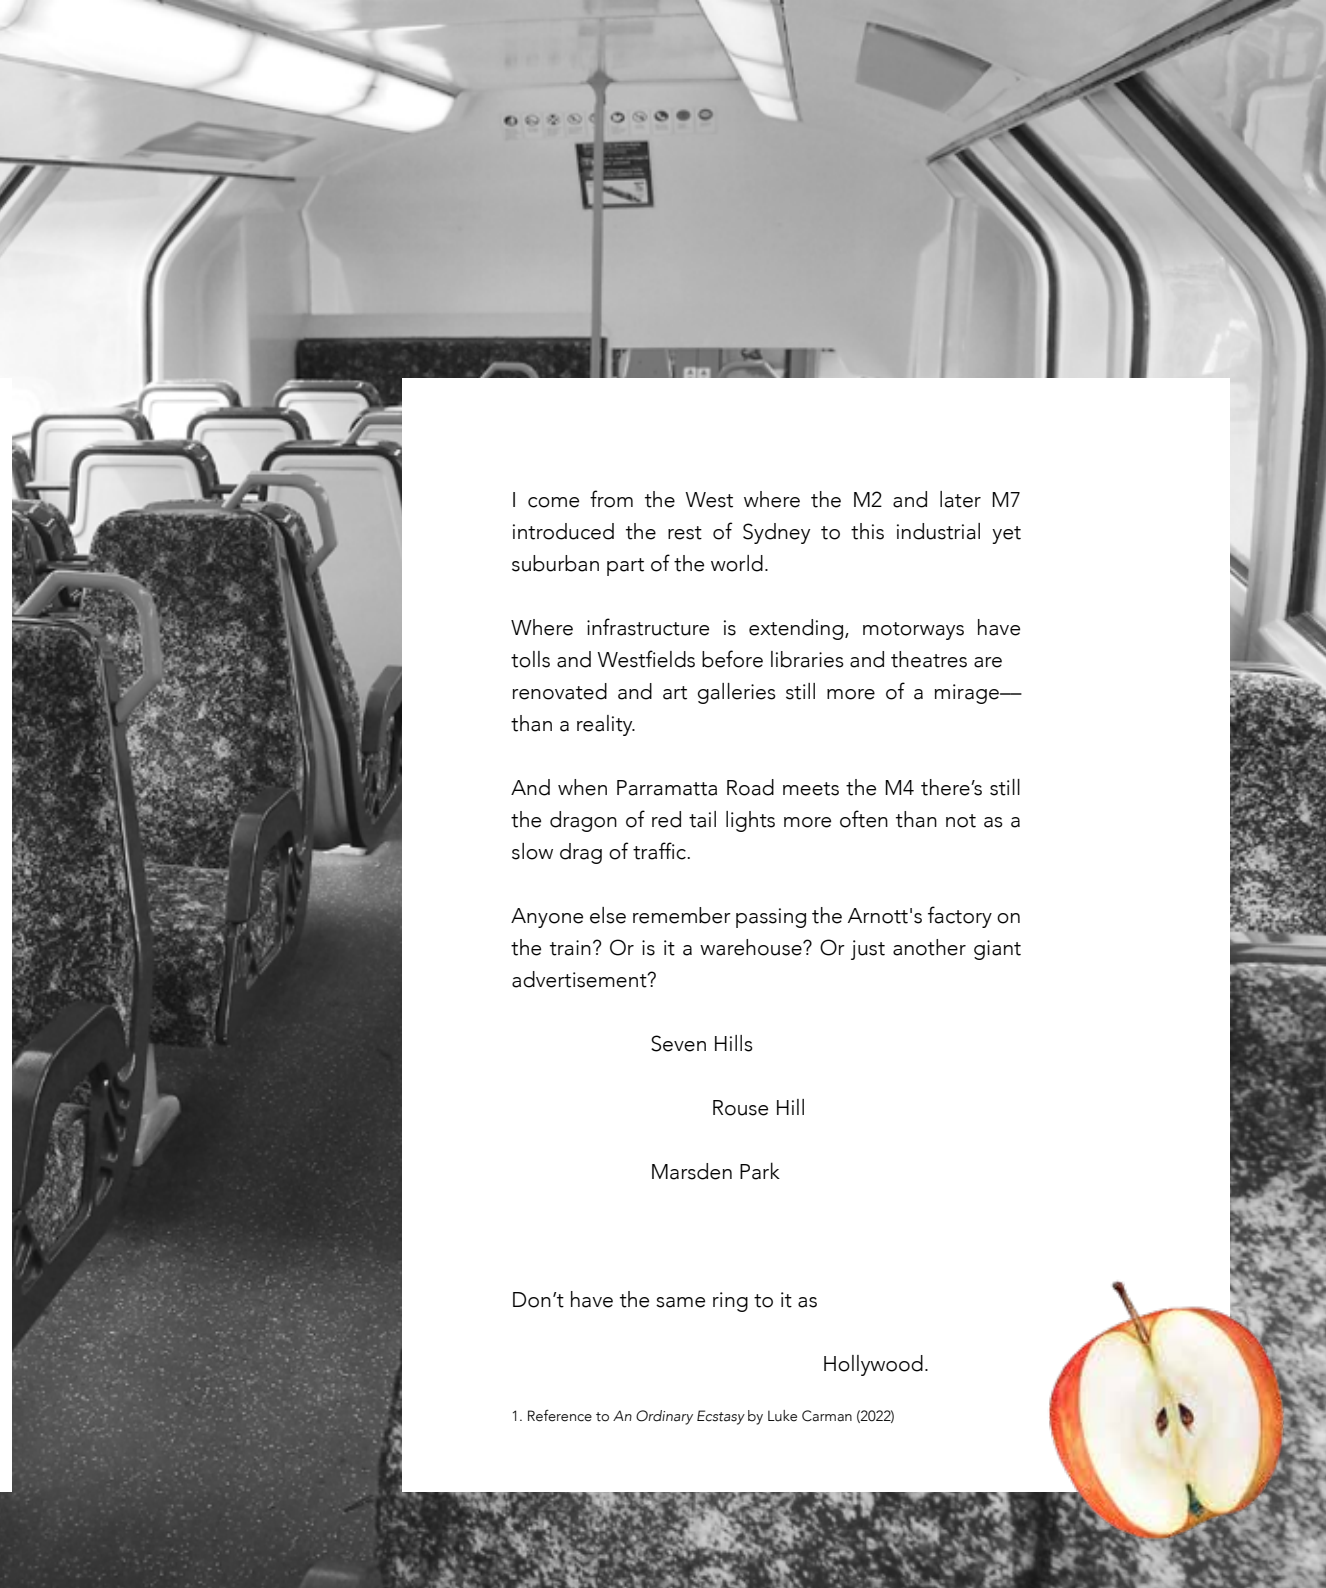 I come from the West where the M2 and later M7
introduced the rest of Sydney to this industrial yet
suburban part of the world.
Where infrastructure is extending, motorways have
tolls and Westfields before libraries and theatres are
renovated and art galleries still more of a mirage—
than a reality.
And when Parramatta Road meets the M4 there’s still
the dragon of red tail lights more often than not as a
slow drag of traffic.
Anyone else remember passing the Arnott's factory on
the train? Or is it a warehouse? Or just another giant
advertisement?
Seven Hills
Rouse Hill
Marsden Park
Don’t have the same ring to it as
Hollywood.
1. Reference to An Ordinary Ecstasy by Luke Carman (2022)